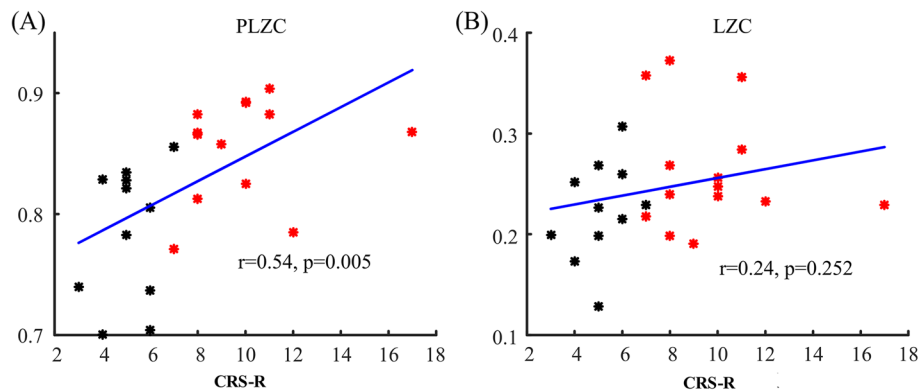 (A)
PLZC
0.9
0.8
0.7
r=0.54, p=0.005
2 4 6 8 10 12 14 16 18
CRS-R
(B)
LZC
0.4
0.3
0.2
0.1
r=0.24, p=0.252
2 4 6 8 10 12 14 16 18
CRS-R